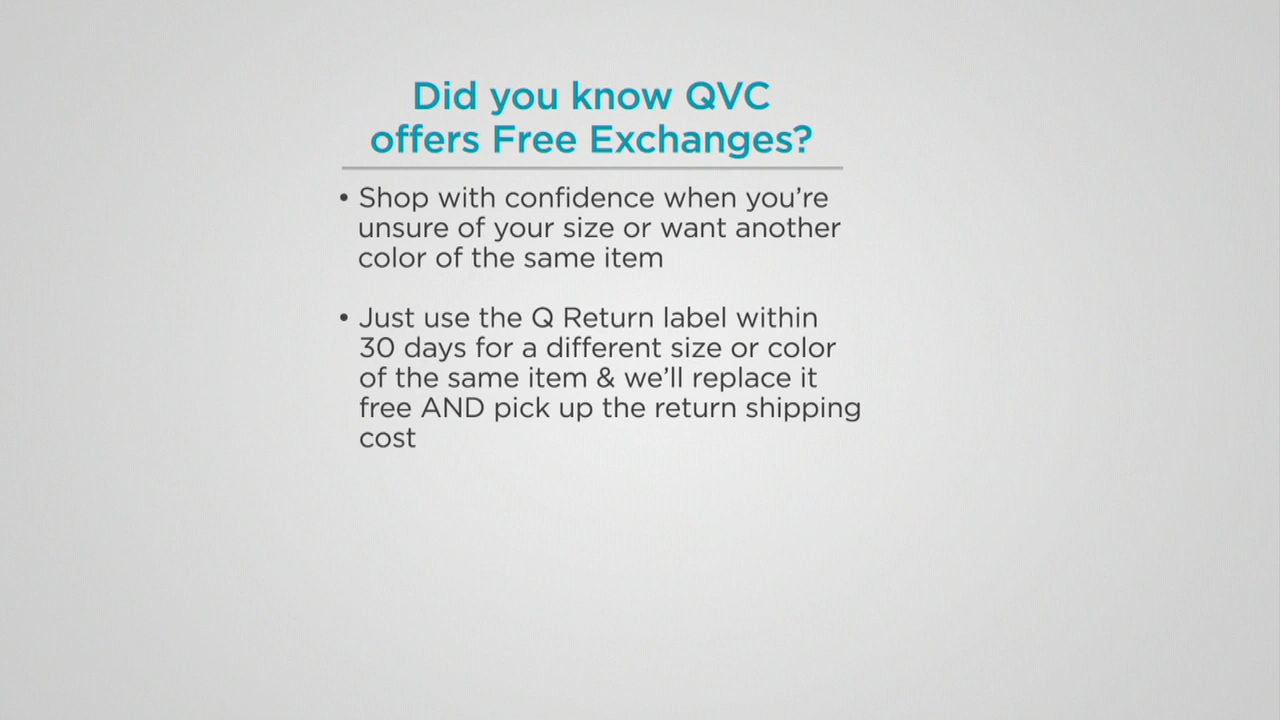 Did you know QVC
offers Free Exchanges?
• Shop with confidence when you're
unsure of your size or want another
color of the same item
• Just use the Q Return label within
30 days for a different size or color
of the same item & we'll replace it
free AND pick up the return shipping
cost